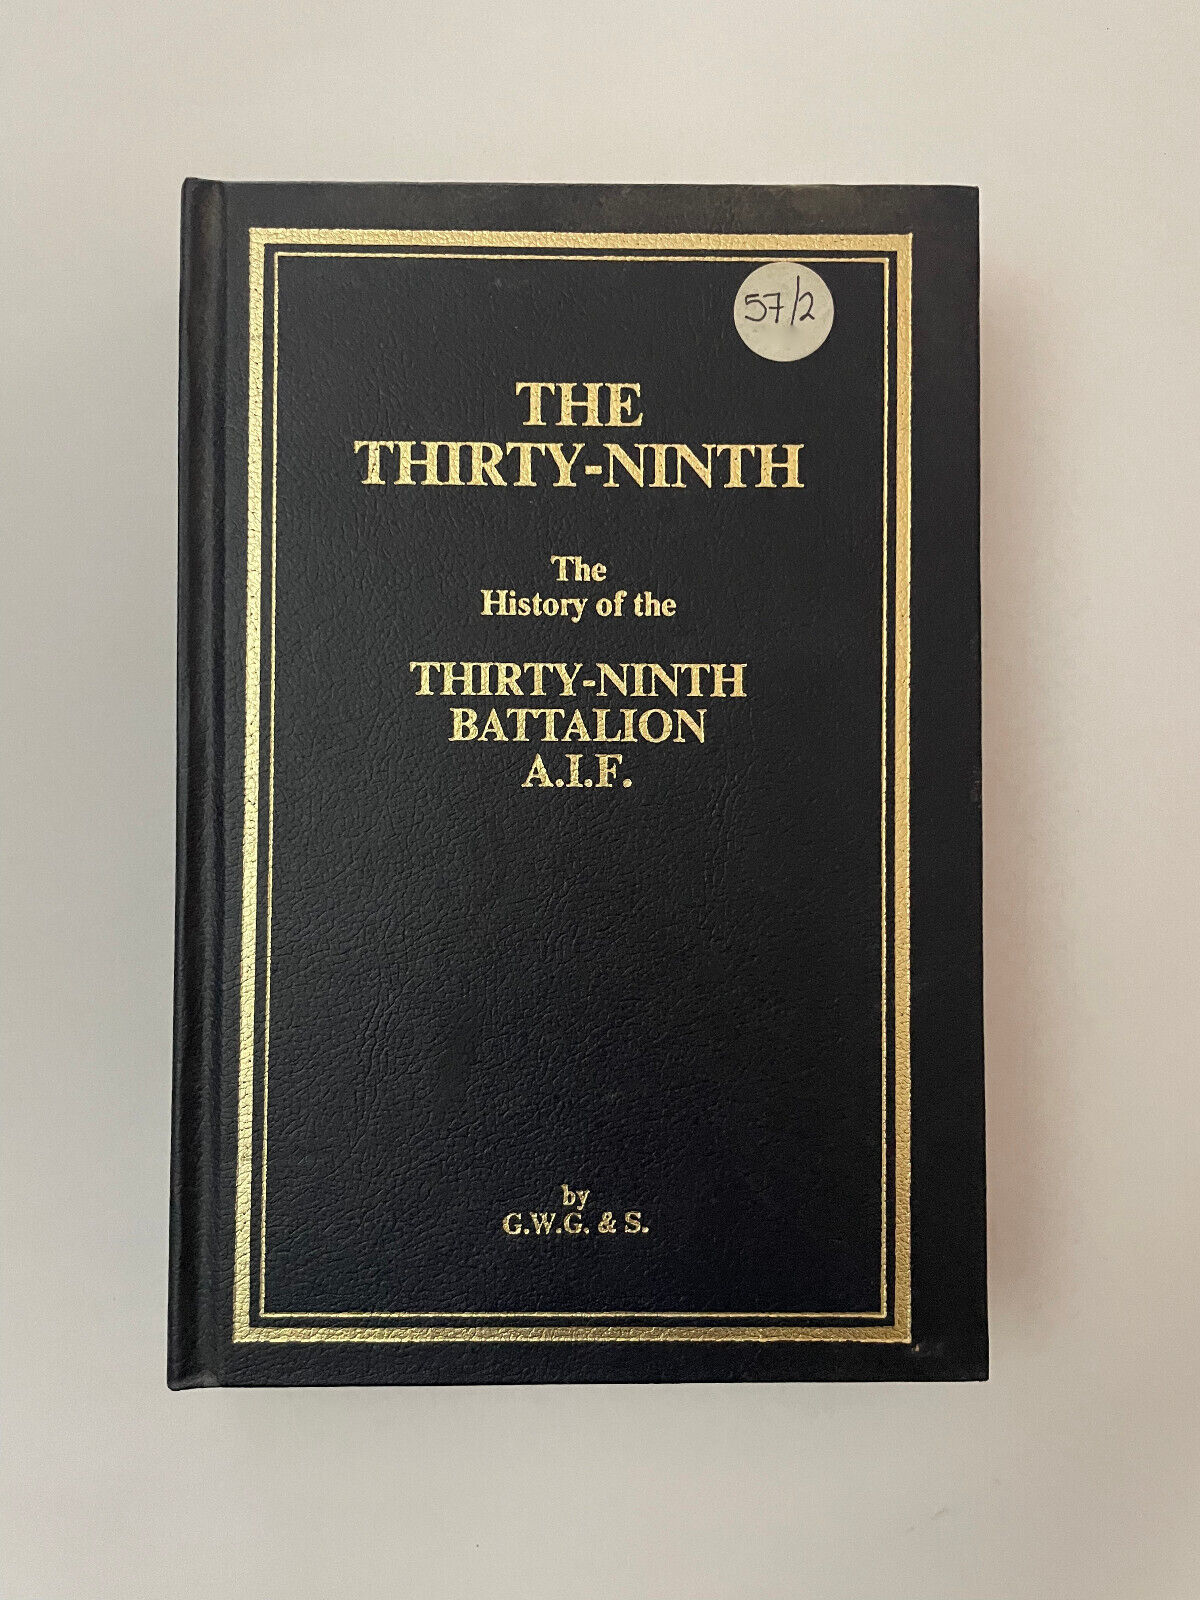 57/2
THE
THIRTY-NINTH
The
History of the
THIRTY-NINTH
BATTALION
A.I.F.
by
G.W.G. & S.